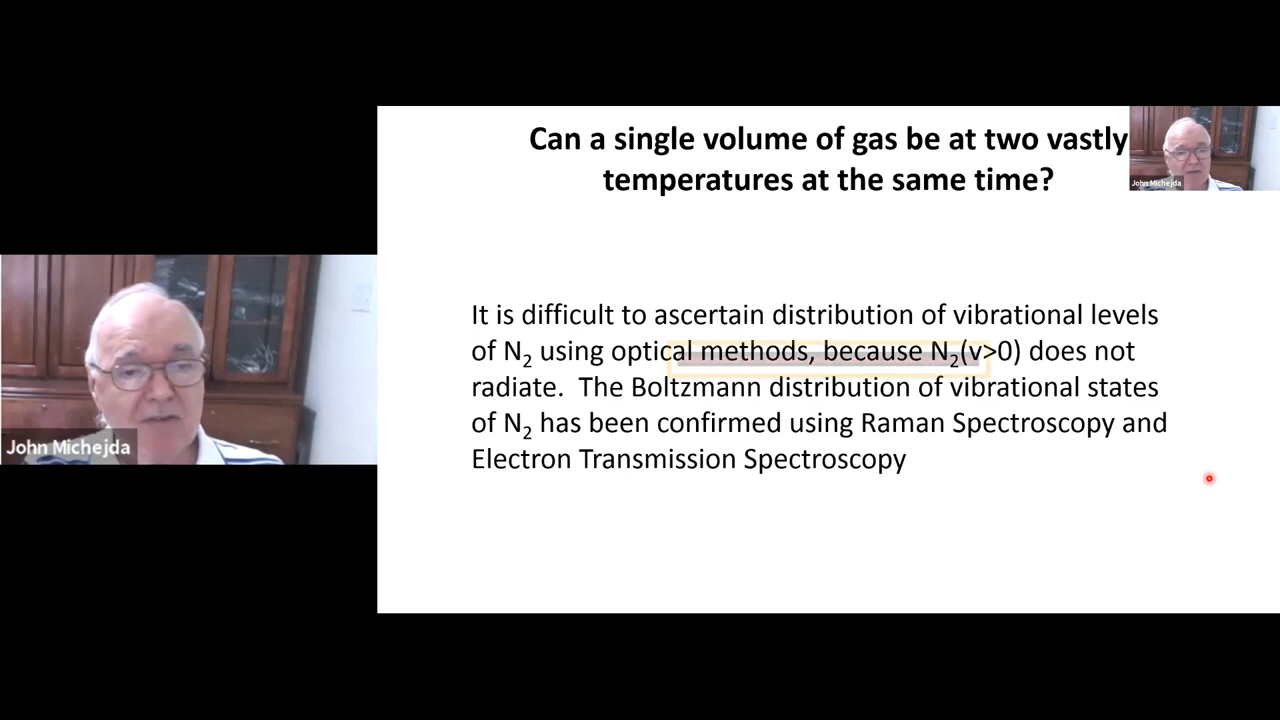 Can a single volume of gas be at two vastly
temperatures at the same time?
John Michejda
It is difficult to ascertain distribution of vibrational levels
of N₂ using optical methods, because N₂(v>0) does not
radiate. The Boltzmann distribution of vibrational states
of N₂ has been confirmed using Raman Spectroscopy and
Electron Transmission Spectroscopy
John Michejda